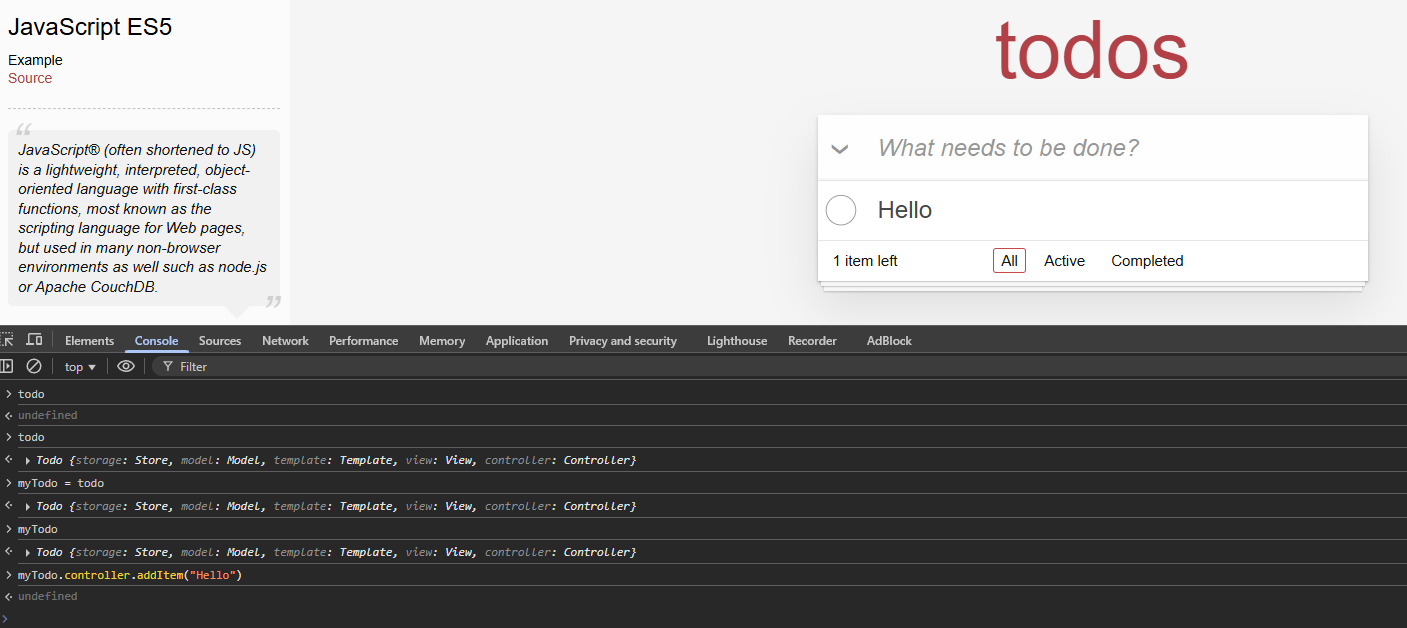 JavaScript ES5
Example
Source
“
JavaScript® (often shortened to JS)
is a lightweight, interpreted, object-
oriented language with first-class
functions, most known as the
scripting language for Web pages,
but used in many non-browser
environments as well such as node.js
or Apache CouchDB.
”
todos
What needs to be done?
Hello
1 item left All Active Completed
Elements Console Sources Network Performance Memory Application Privacy and security Lighthouse Recorder AdBlock
top Filter
todo
undefined
todo
Todo {storage: Store, model: Model, template: Template, view: View, controller: Controller}
myTodo = todo
Todo {storage: Store, model: Model, template: Template, view: View, controller: Controller}
myTodo
Todo {storage: Store, model: Model, template: Template, view: View, controller: Controller}
myTodo.controller.addItem("Hello")
undefined